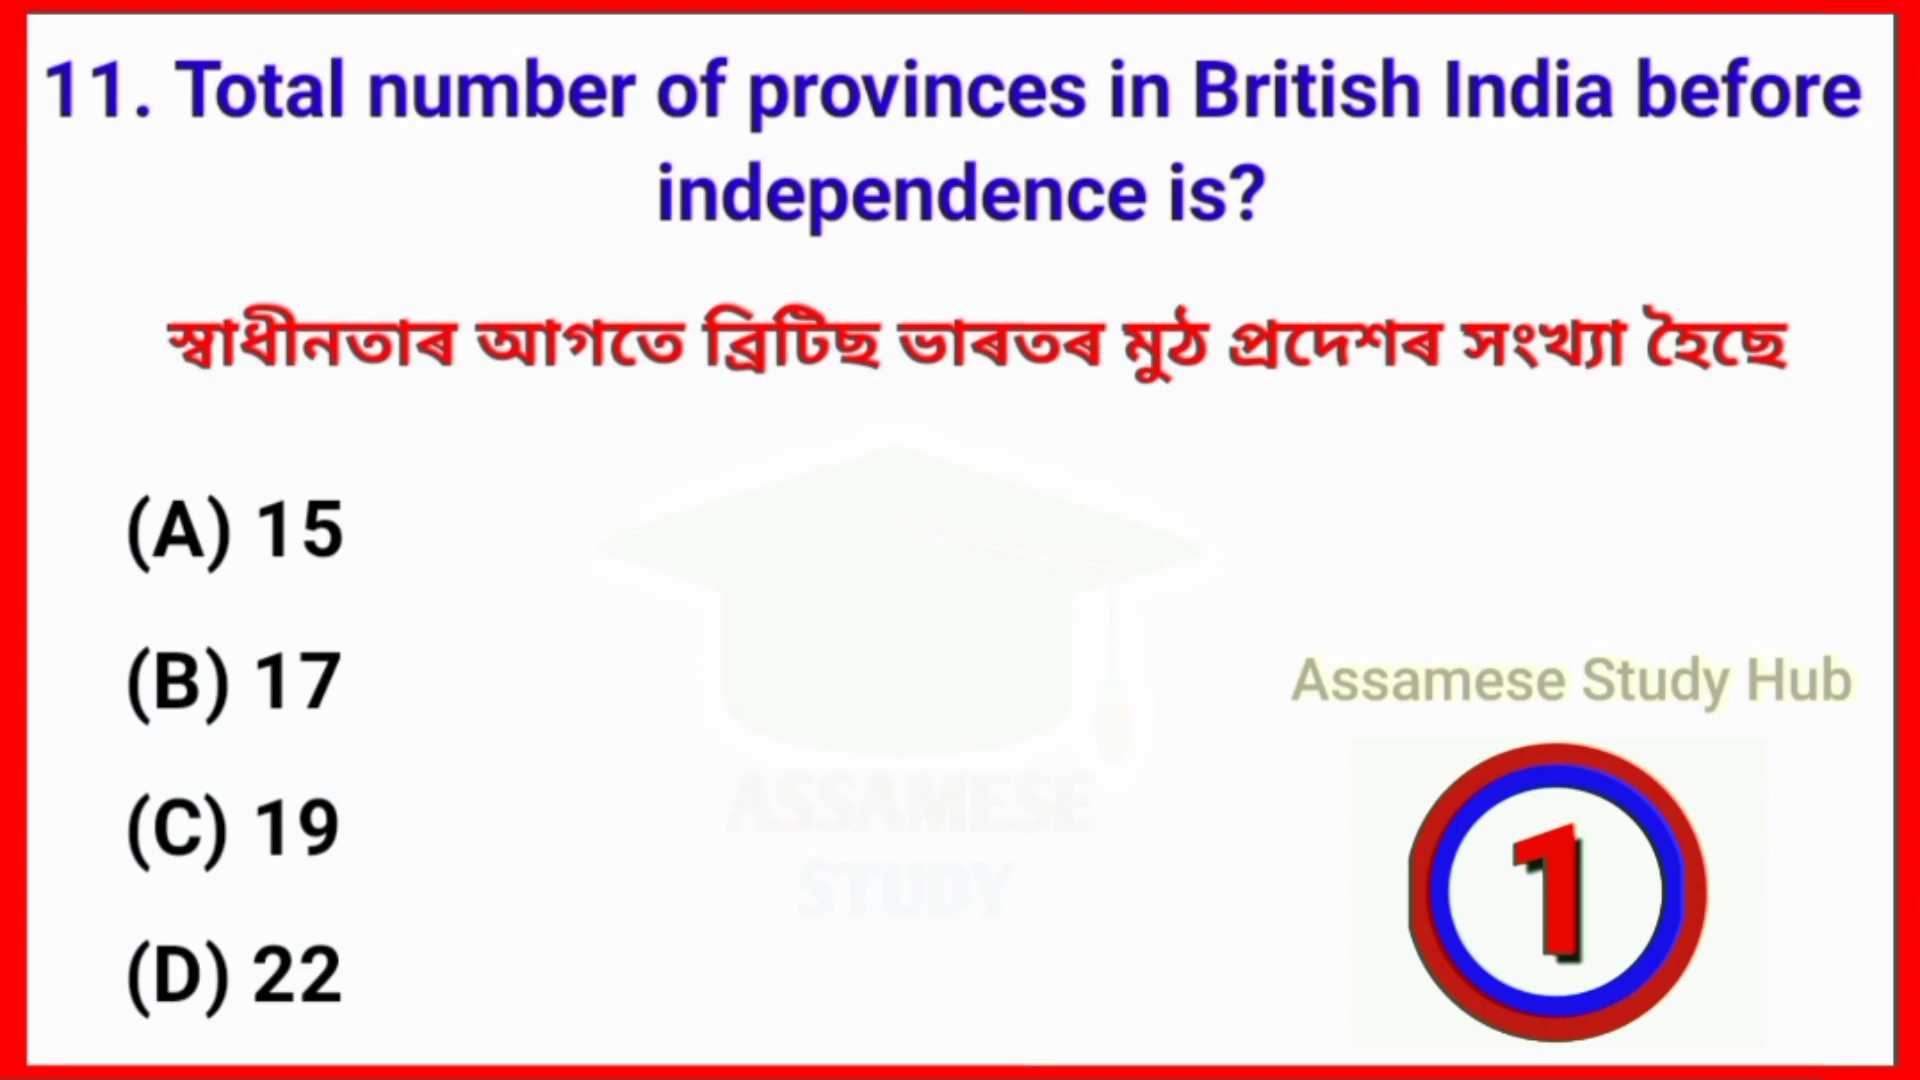 11. Total number of provinces in British India before
independence is?
স্বাধীনতাৰ আগতে ব্ৰিটিছ ভাৰতৰ মুঠ প্ৰদেশৰ সংখ্যা হৈছে
(A) 15
(B) 17
(C) 19
(D) 22
Assamese Study Hub
1
ASSAMESE
STUDY